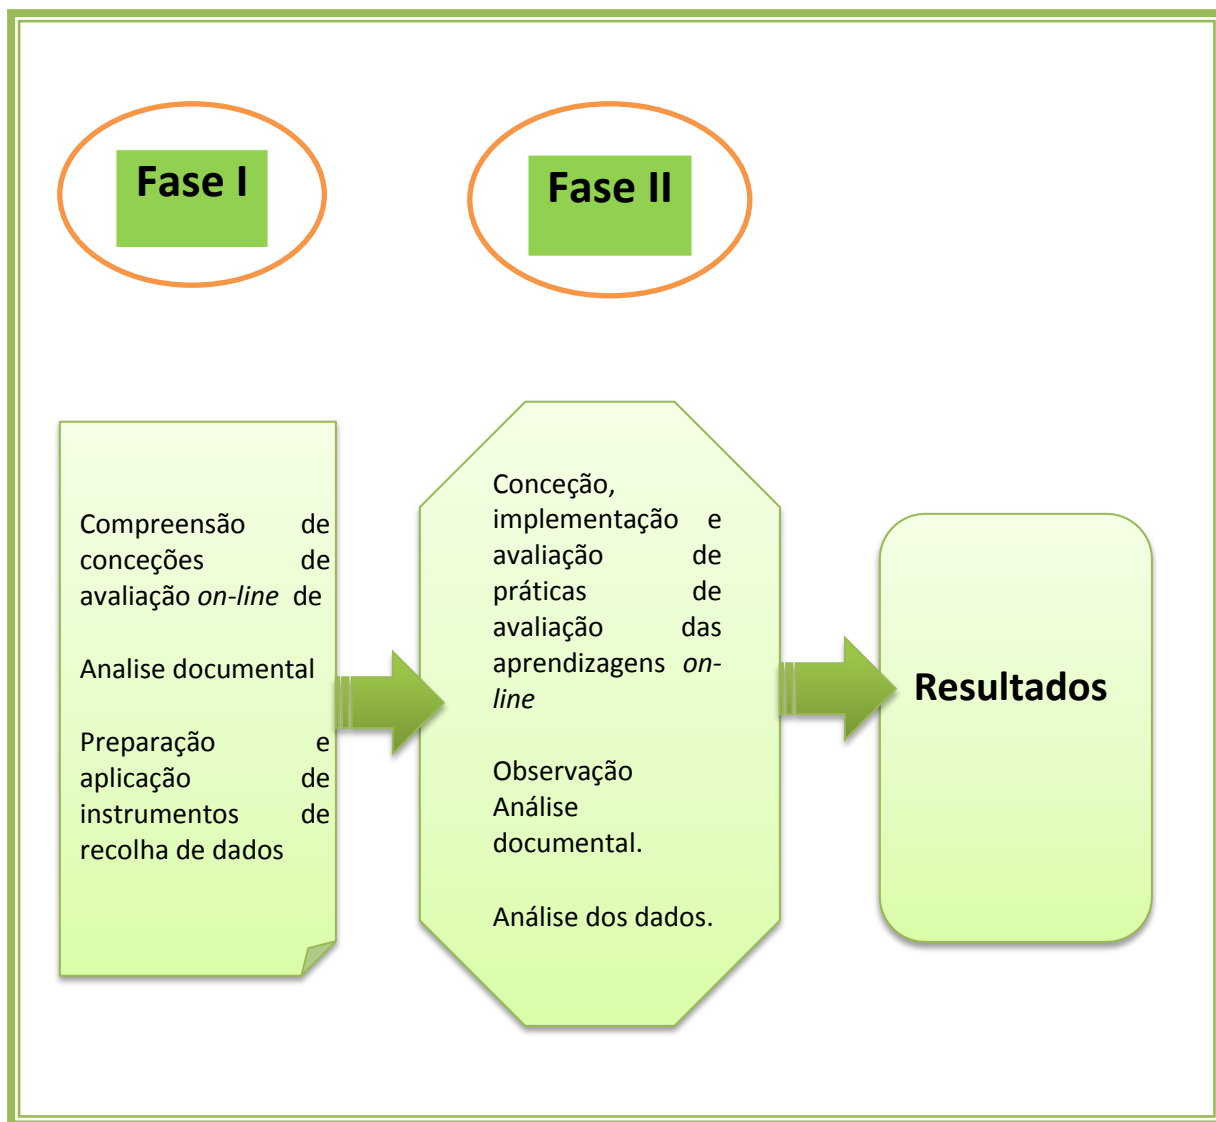 Fase I
Fase II
Compreensão de
conceções de
avaliação on-line de
Analise documental
Preparação e
aplicação de
instrumentos de
recolha de dados
Conceção,
implementação e
avaliação de
práticas de
avaliação das
aprendizagens on-
line
Observação
Análise
documental.
Análise dos dados.
Resultados